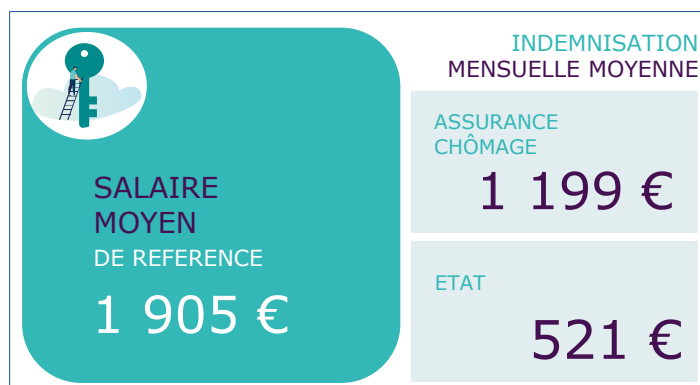 SALAIRE
MOYEN
DE REFERENCE
1 905 €
INDEMNISATION
MENSUELLE MOYENNE
ASSURANCE
CHÔMAGE
1 199 €
ETAT
521 €